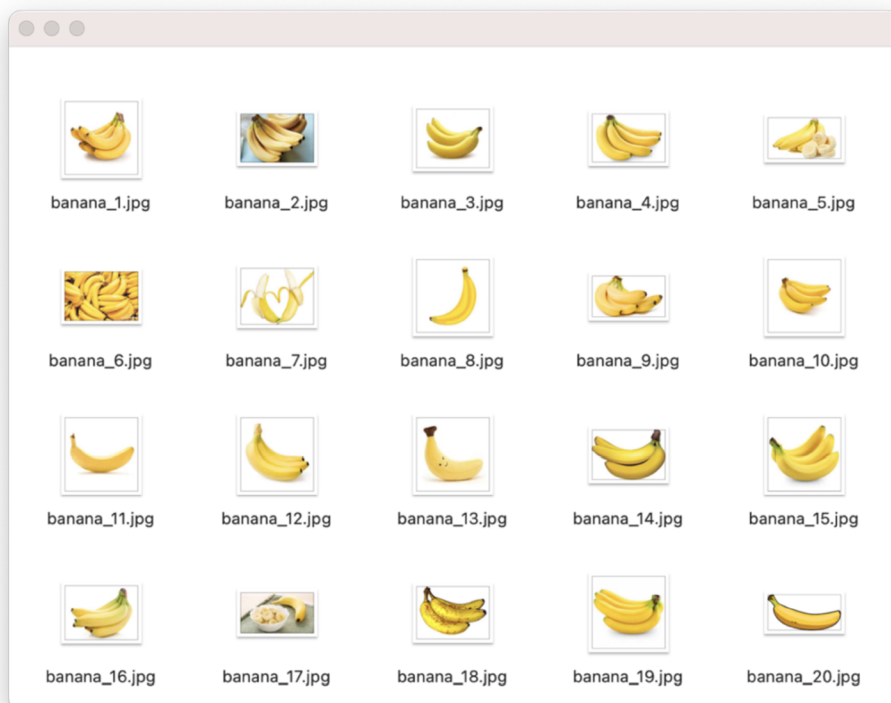 banana_1.jpg banana_2.jpg banana_3.jpg banana_4.jpg banana_5.jpg
banana_6.jpg banana_7.jpg banana_8.jpg banana_9.jpg banana_10.jpg
banana_11.jpg banana_12.jpg banana_13.jpg banana_14.jpg banana_15.jpg
banana_16.jpg banana_17.jpg banana_18.jpg banana_19.jpg banana_20.jpg